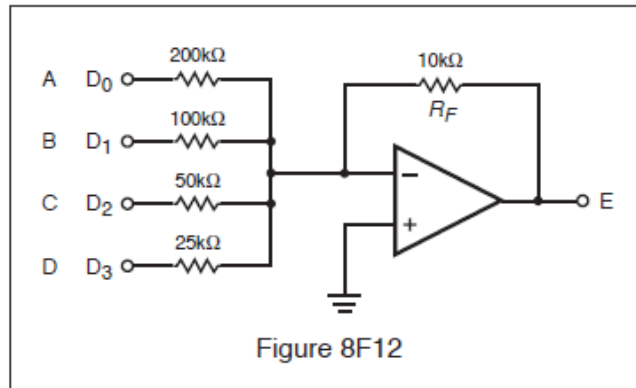 200kΩ
A D₀
10kΩ
R_F
100kΩ
B D₁
50kΩ
C D₂
25kΩ
D D₃
−
+
E
Figure 8F12